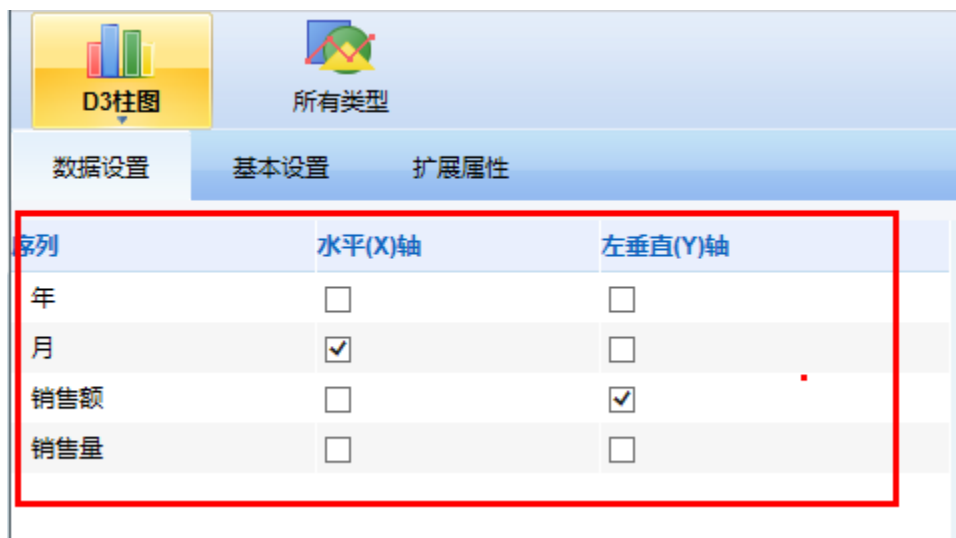 D3柱图 所有类型
数据设置 基本设置 扩展属性
序列 水平(X)轴 左垂直(Y)轴
年
月
销售额
销售量